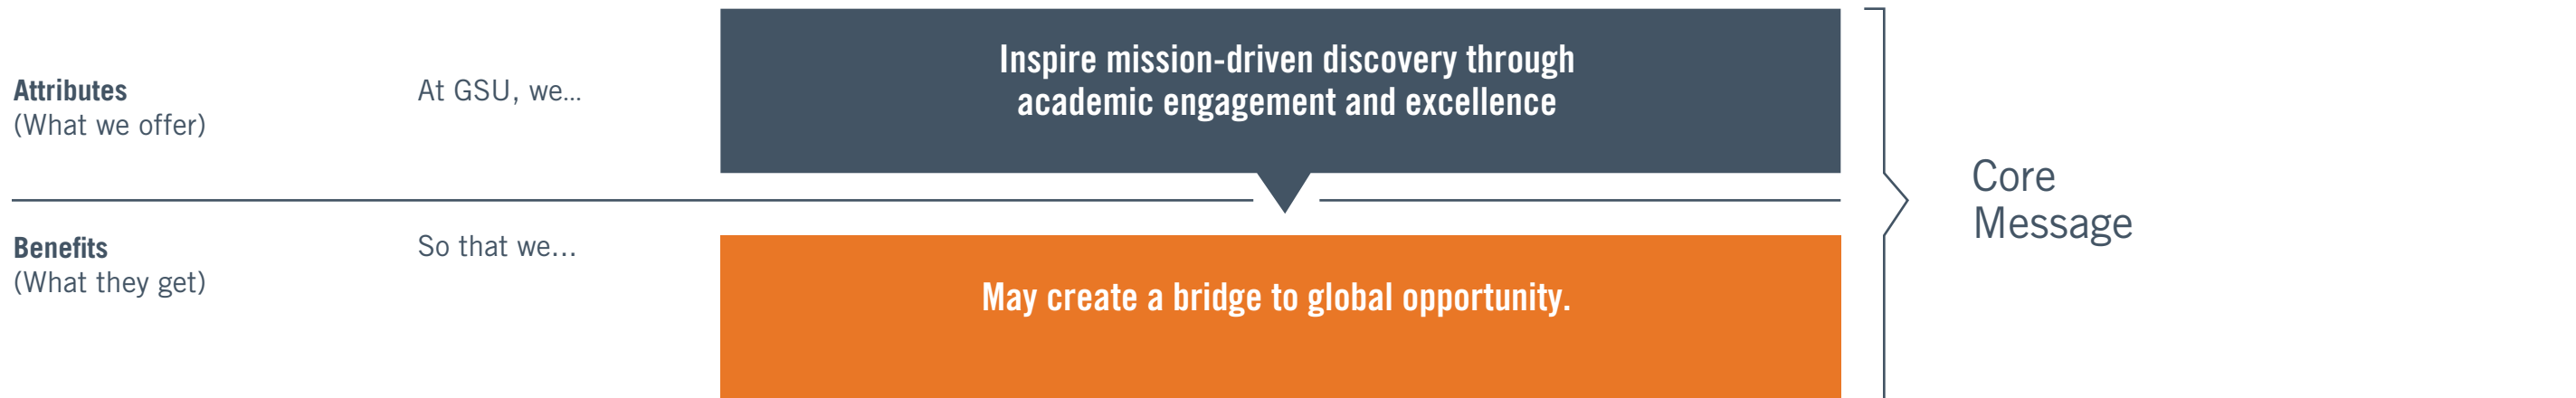 Attributes
(What we offer)
At GSU, we...
Inspire mission-driven discovery through
academic engagement and excellence
Benefits
(What they get)
So that we...
May create a bridge to global opportunity.
Core
Message